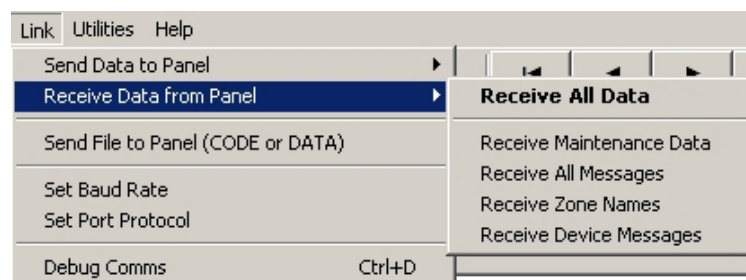 Link Utilities Help
Send Data to Panel
Receive Data from Panel
Send File to Panel (CODE or DATA)
Set Baud Rate
Set Port Protocol
Debug Comms Ctrl+D
Receive All Data
Receive Maintenance Data
Receive All Messages
Receive Zone Names
Receive Device Messages